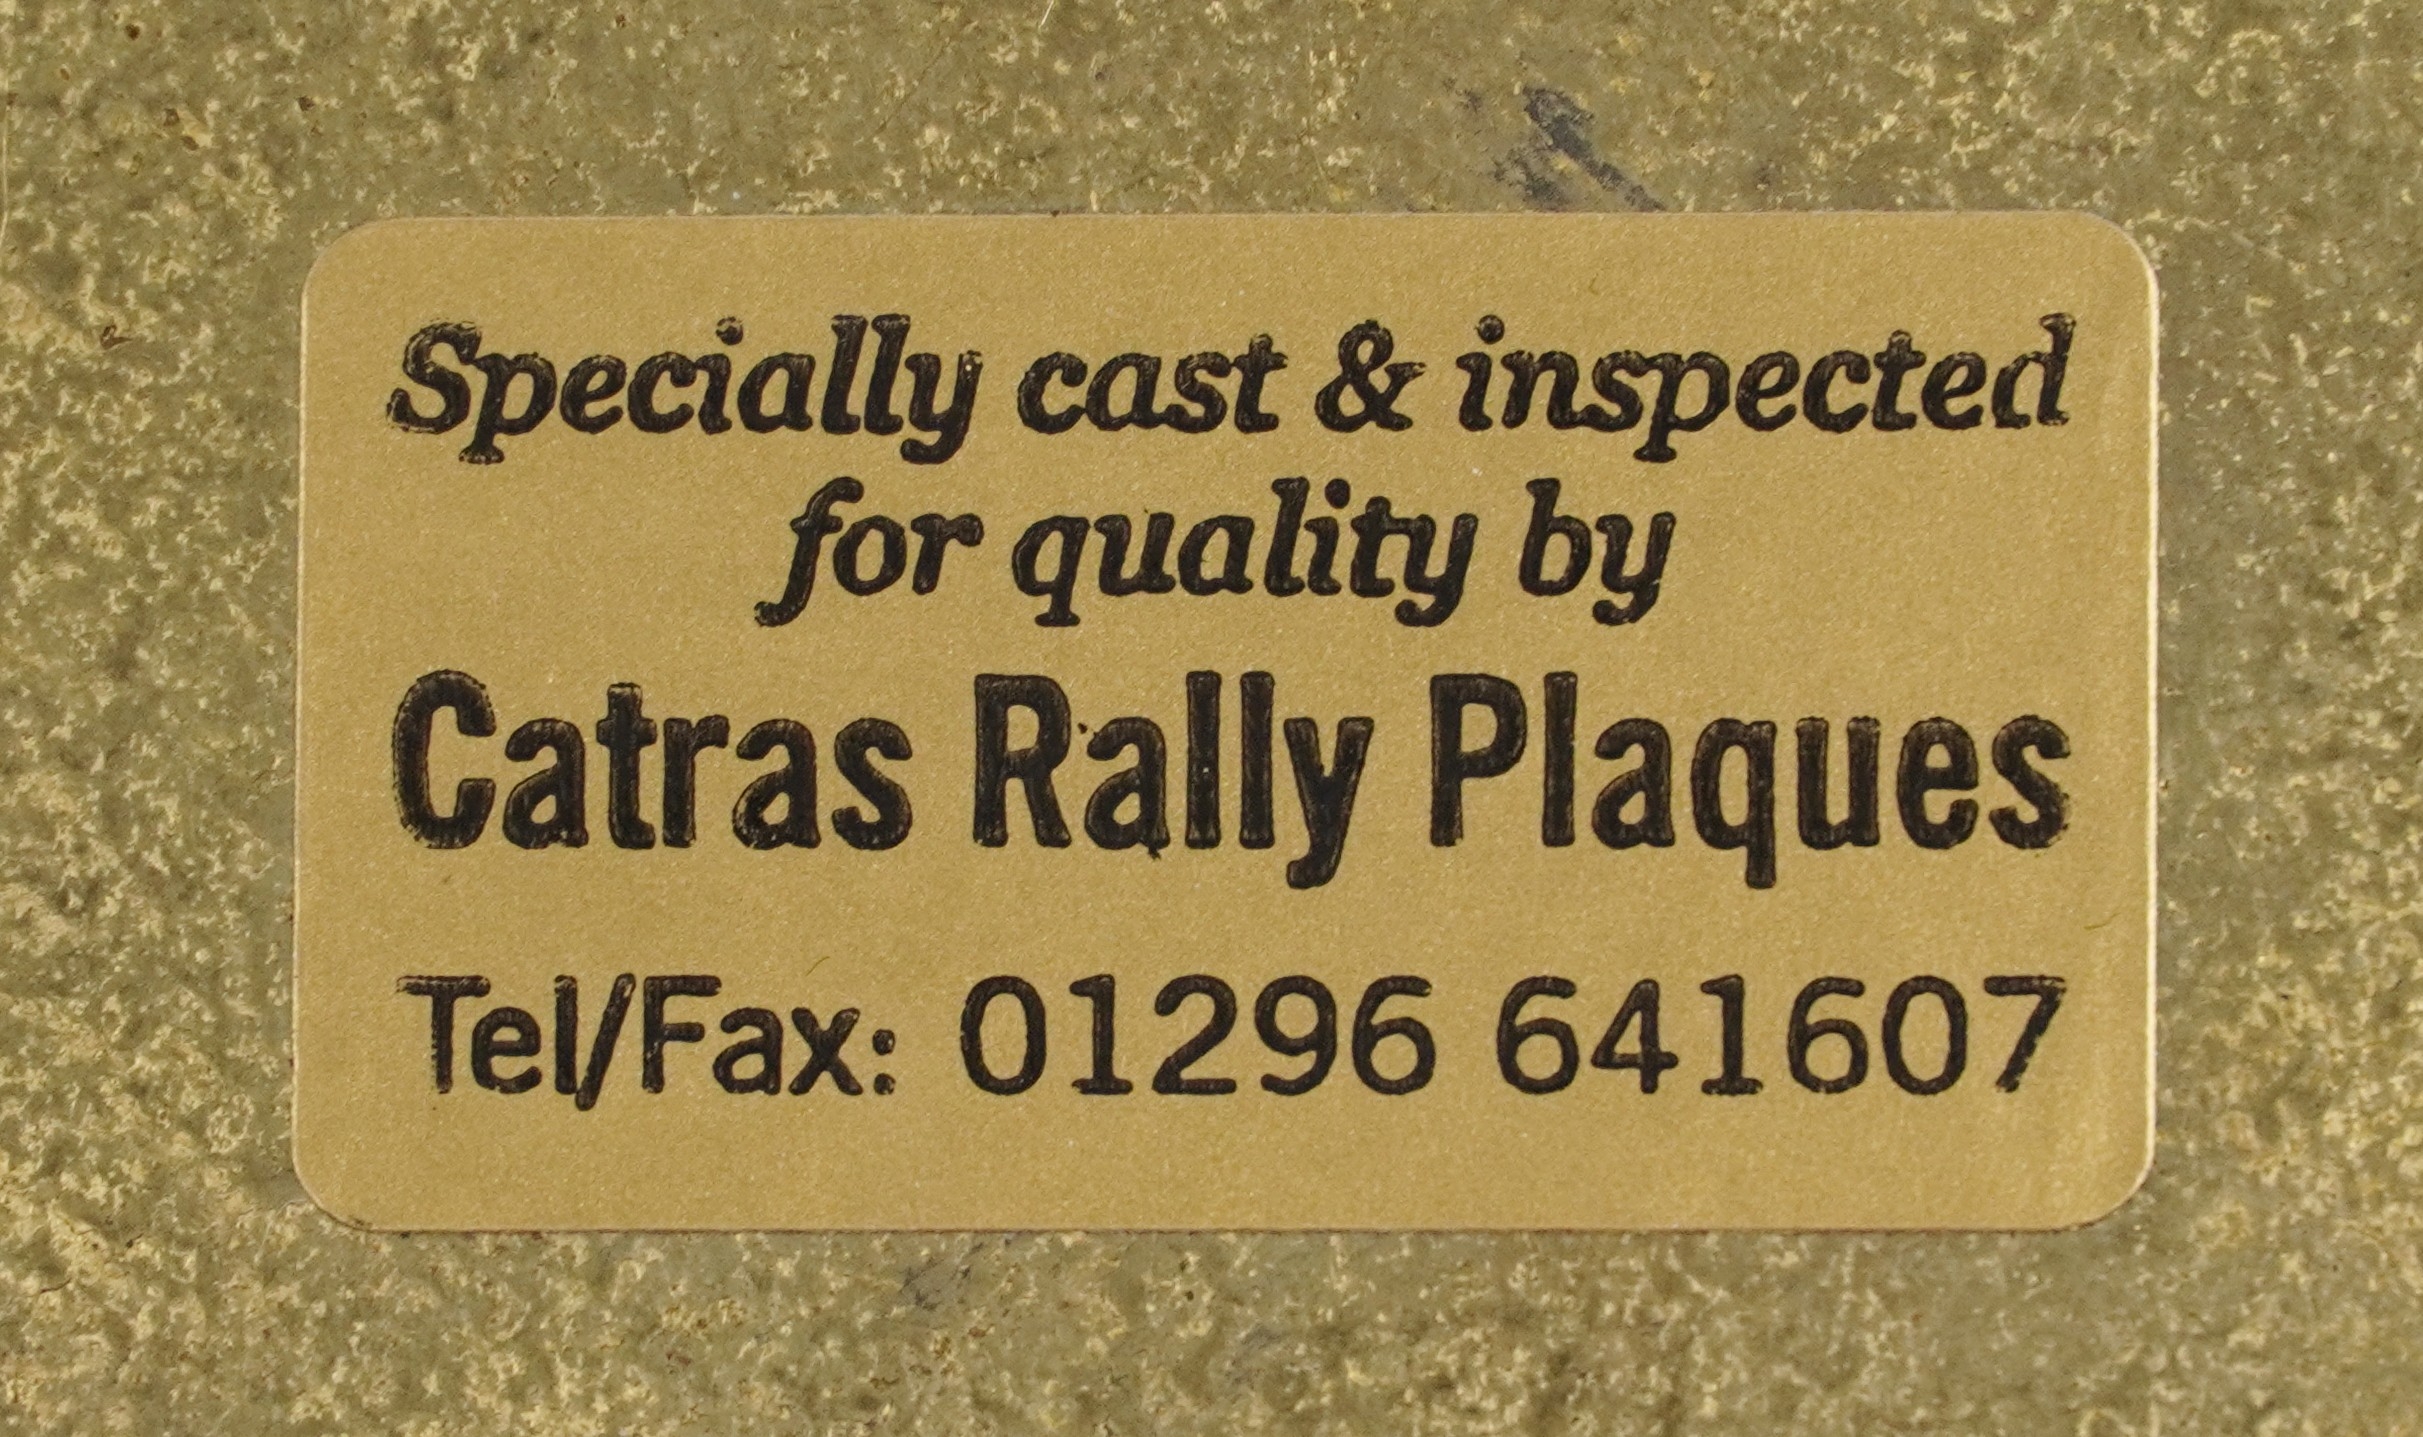 Specially cast & inspected
for quality by
Catras Rally Plaques
Tel/Fax: 01296 641607